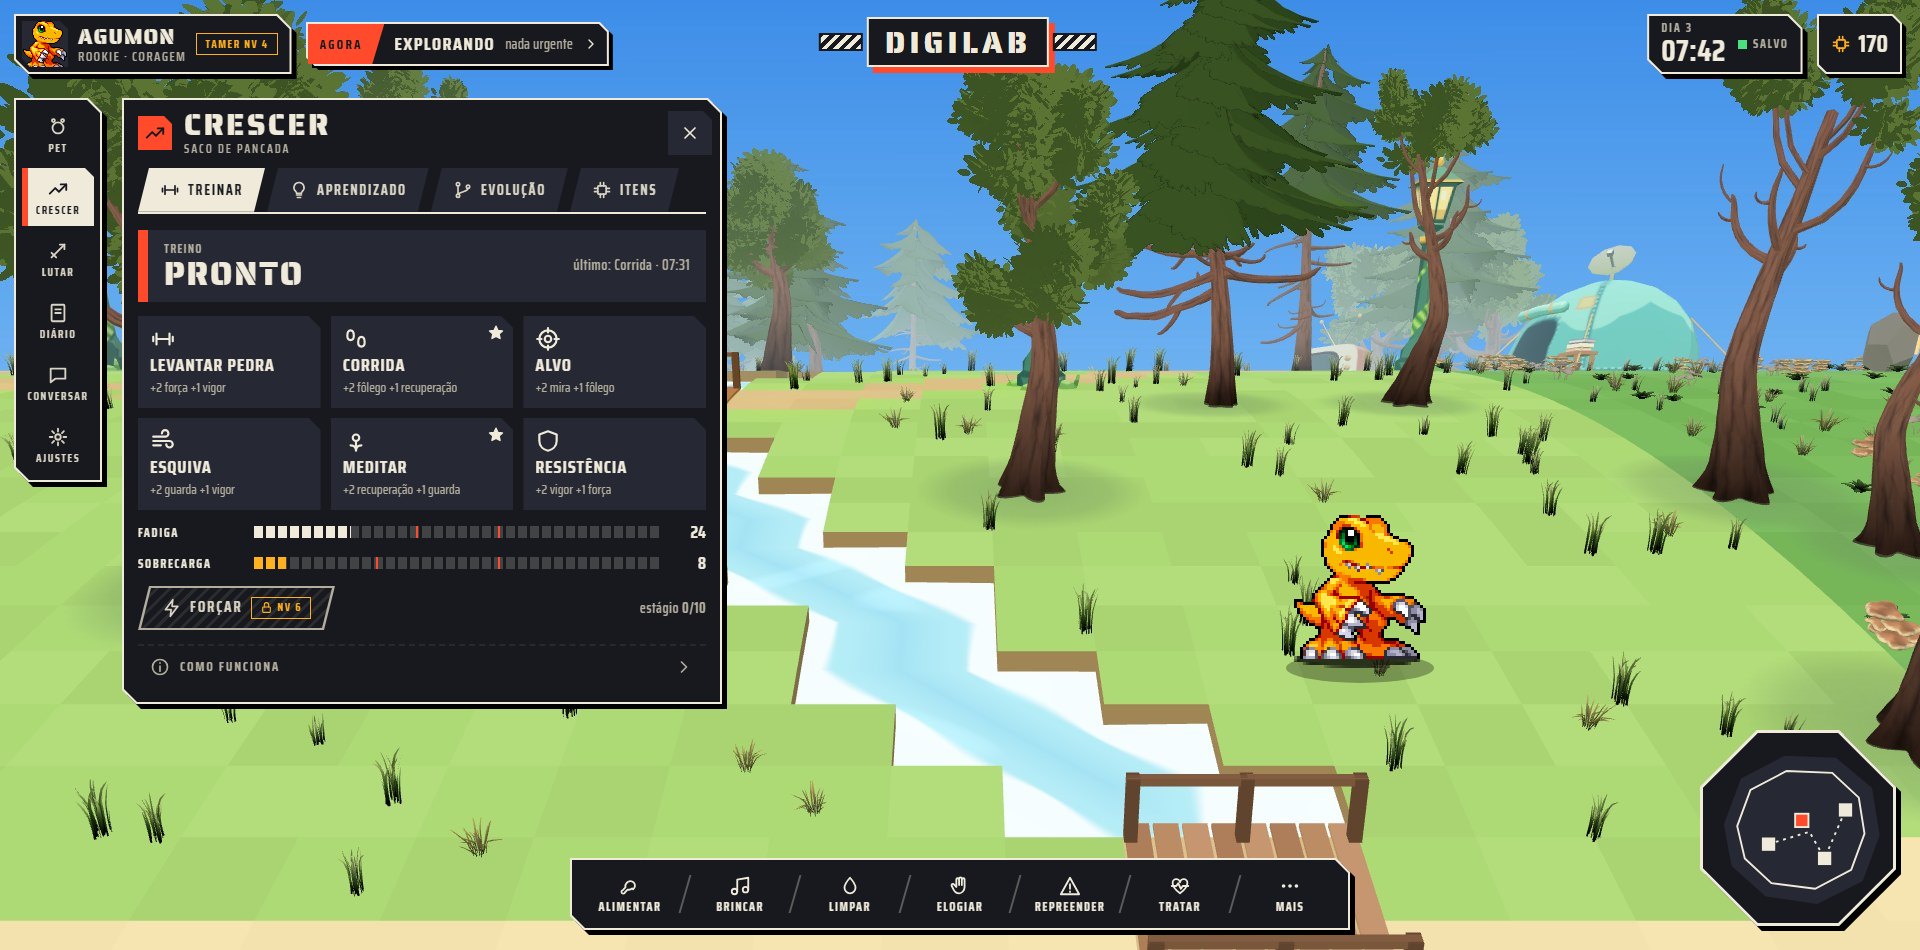 AGUMON
ROOKIE · CORAGEM
TAMER NV 4
AGORA
EXPLORANDO nada urgente
DIGILAB
DIA 3
07:42
SALVO
170
PET
CRESCER
LUTAR
DIÁRIO
CONVERSAR
AJUSTES
CRESCER
SACO DE PANCADA
TREINAR
APRENDIZADO
EVOLUÇÃO
ITENS
TREINO
PRONTO
último: Corrida · 07:31
LEVANTAR PEDRA
+2 força +1 vigor
CORRIDA
+2 fôlego +1 recuperação
ALVO
+2 mira +1 fôlego
ESQUIVA
+2 guarda +1 vigor
MEDITAR
+2 recuperação +1 guarda
RESISTÊNCIA
+2 vigor +1 força
FADIGA 24
SOBRECARGA 8
FORÇAR NV 6
estágio 0/10
COMO FUNCIONA
ALIMENTAR
BRINCAR
LIMPAR
ELOGIAR
REPREENDER
TRATAR
MAIS